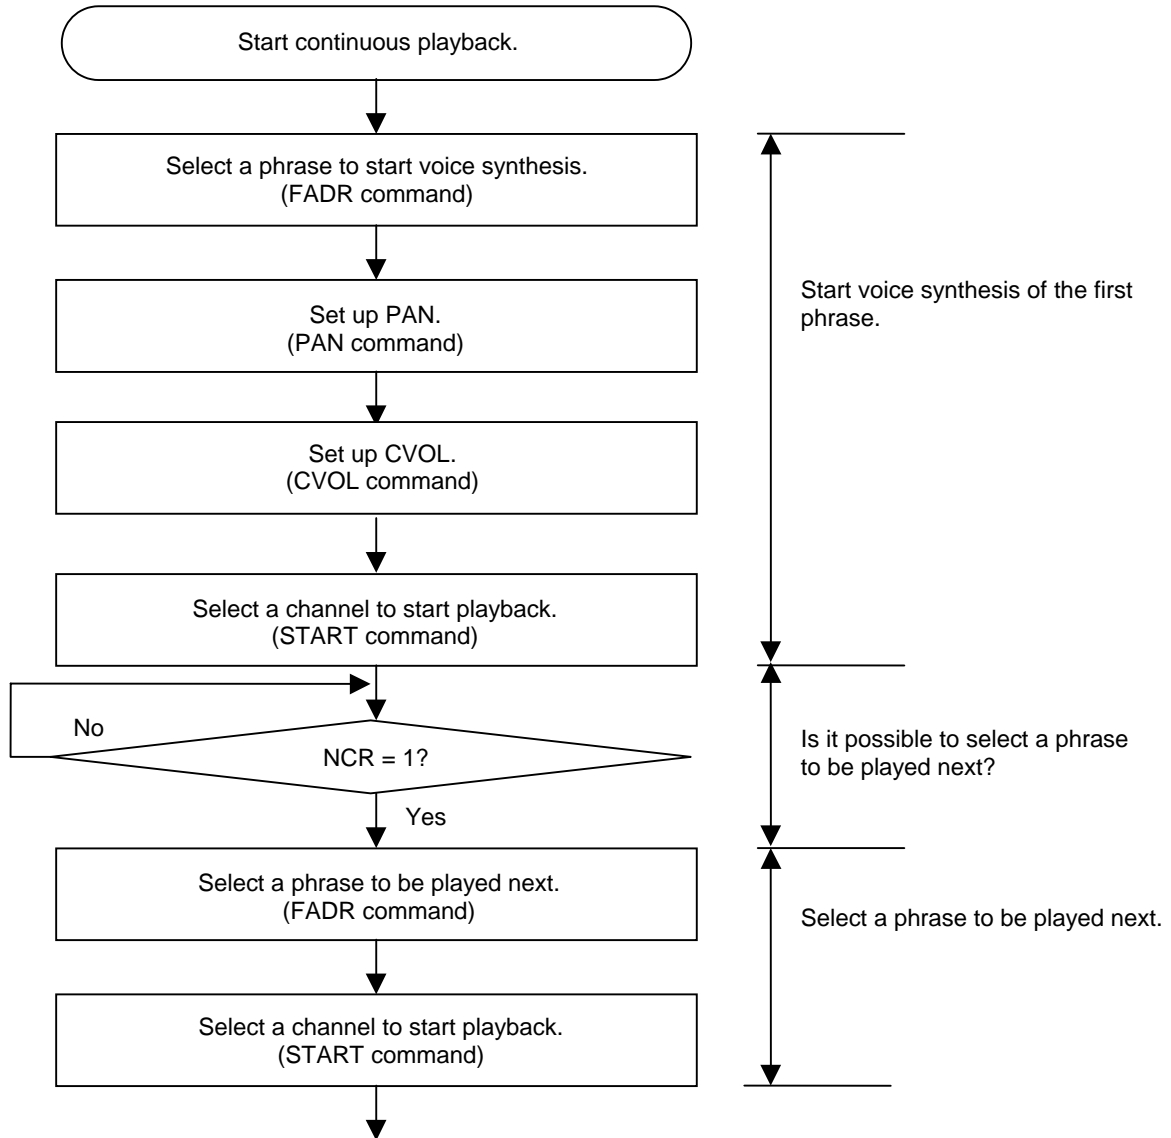 Start continuous playback.
Select a phrase to start voice synthesis.
(FADR command)
Set up PAN.
(PAN command)
Start voice synthesis of the first
phrase.
Set up CVOL.
(CVOL command)
Select a channel to start playback.
(START command)
No
NCR = 1?
Is it possible to select a phrase
to be played next?
Yes
Select a phrase to be played next.
(FADR command)
Select a phrase to be played next.
Select a channel to start playback.
(START command)